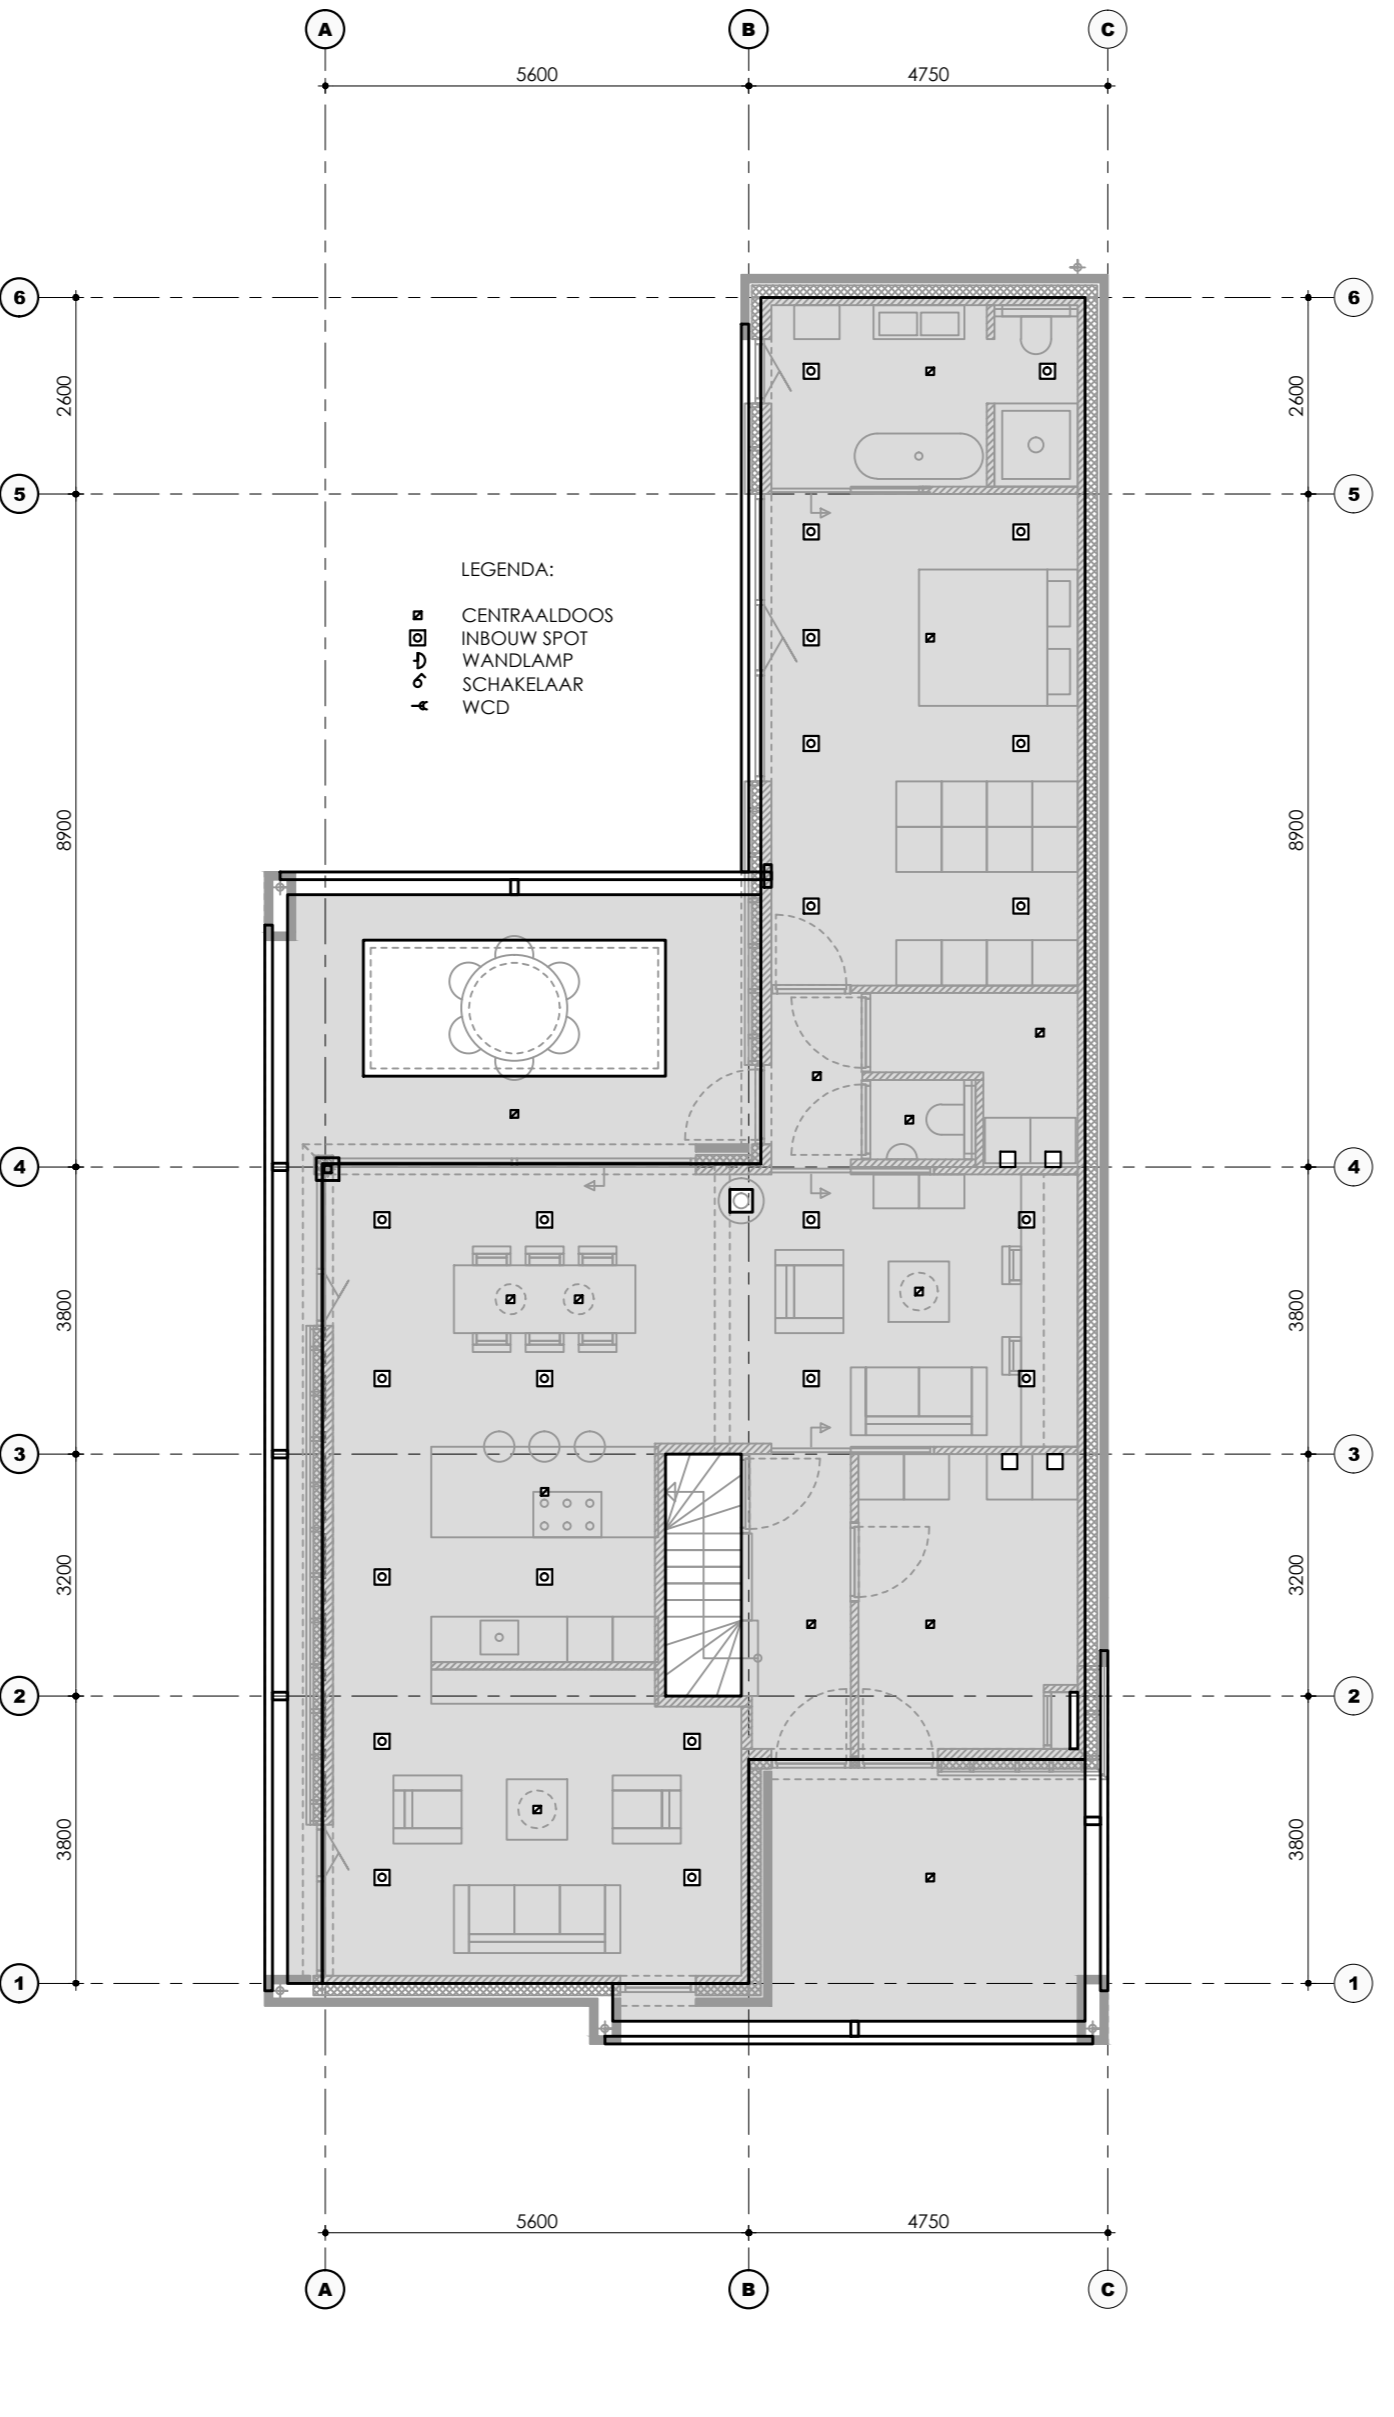 A B C
5600 4750
6 6
2600 2600
5 5
LEGENDA:
CENTRAALDOOS
INBOUW SPOT
WANDLAMP
SCHAKELAAR
WCD
8900 8900
4 4
3800 3800
3 3
3200 3200
2 2
3800 3800
1 1
5600 4750
A B C